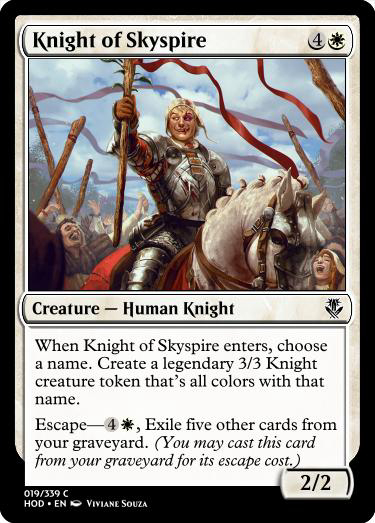 Knight of Skyspire 4
Creature — Human Knight
When Knight of Skyspire enters, choose
a name. Create a legendary 3/3 Knight
creature token that's all colors with that
name.
Escape—4, Exile five other cards from
your graveyard. (You may cast this card
from your graveyard for its escape cost.)
2/2
019/339 C
HOD • EN Viviane Souza